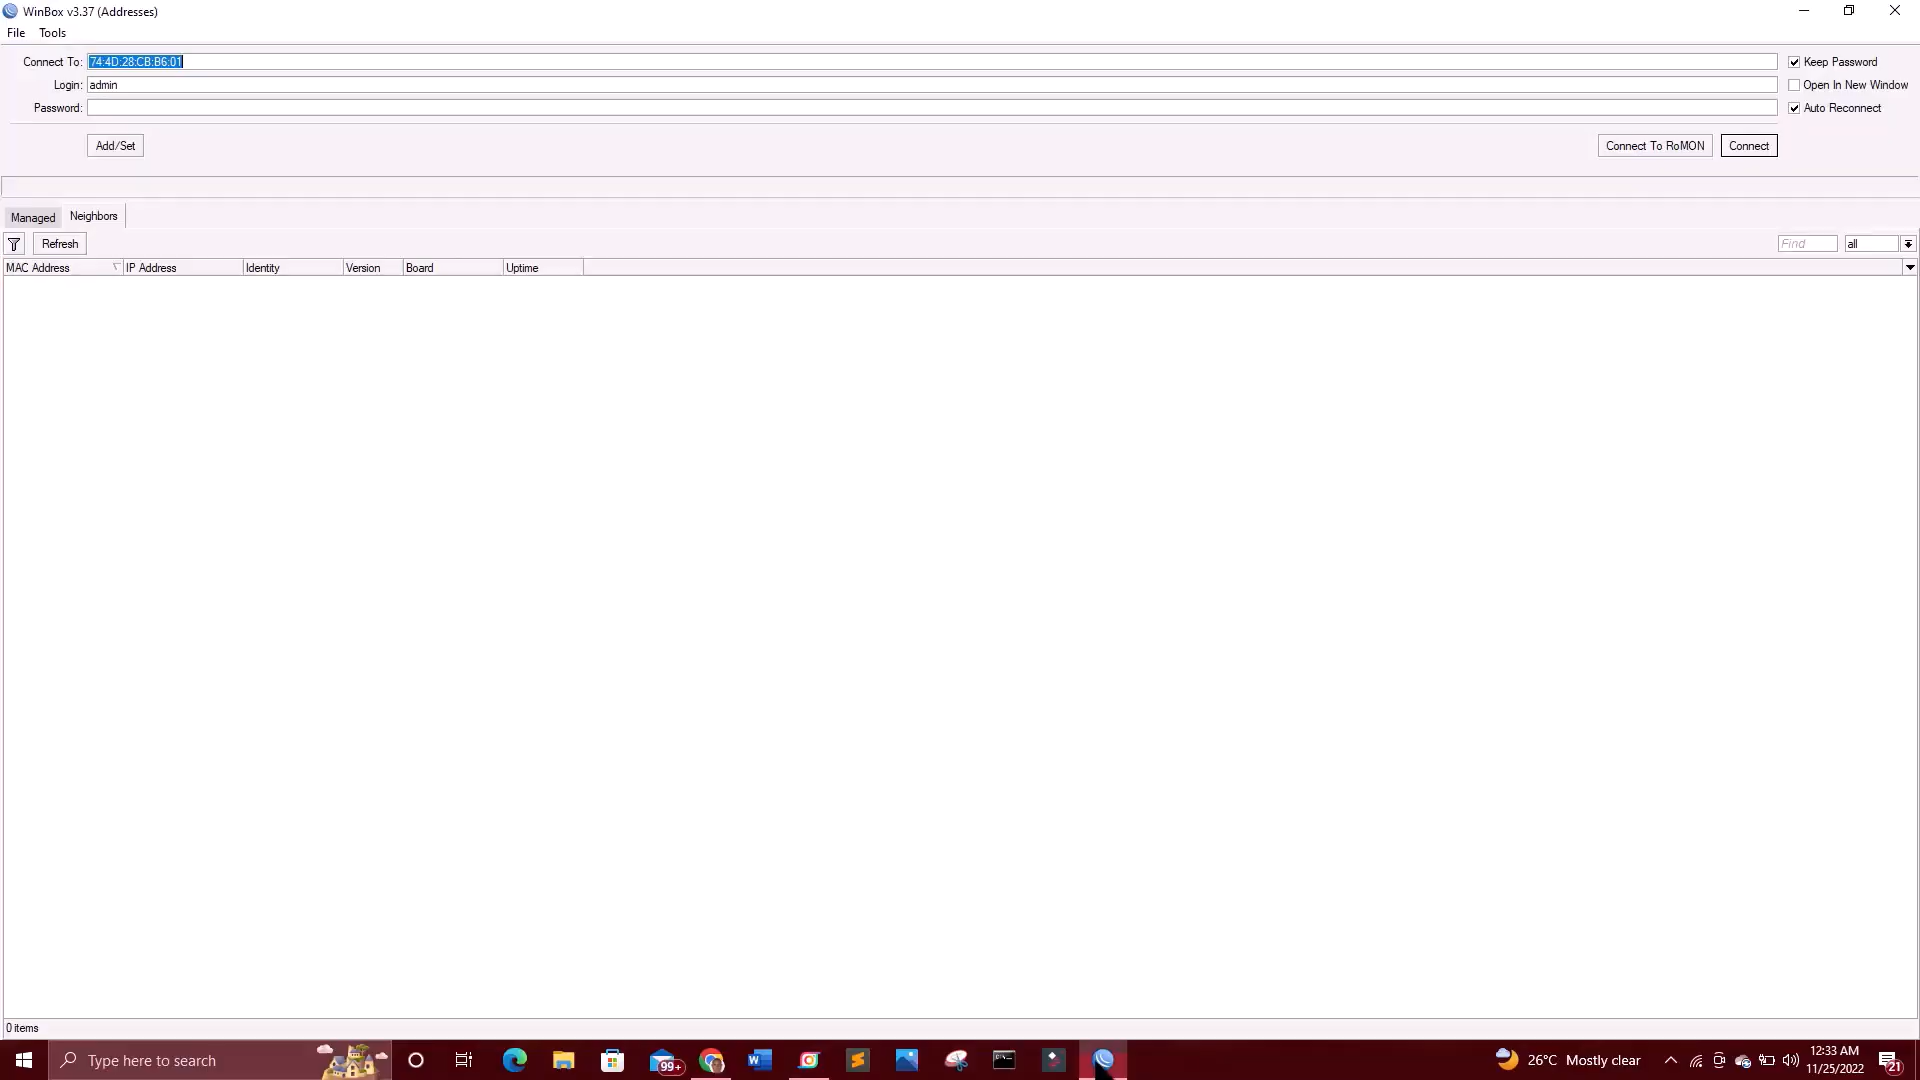 WinBox v3.37 (Addresses)
File Tools
Connect To: 74:4D:28:CB:B6:01 Keep Password
Login: admin Open In New Window
Password: Auto Reconnect
Add/Set Connect To RoMON Connect
Managed Neighbors
Refresh Find all
MAC Address IP Address Identity Version Board Uptime
0 items
Type here to search 99+ 26°C Mostly clear 12:33 AM
11/25/2022 21